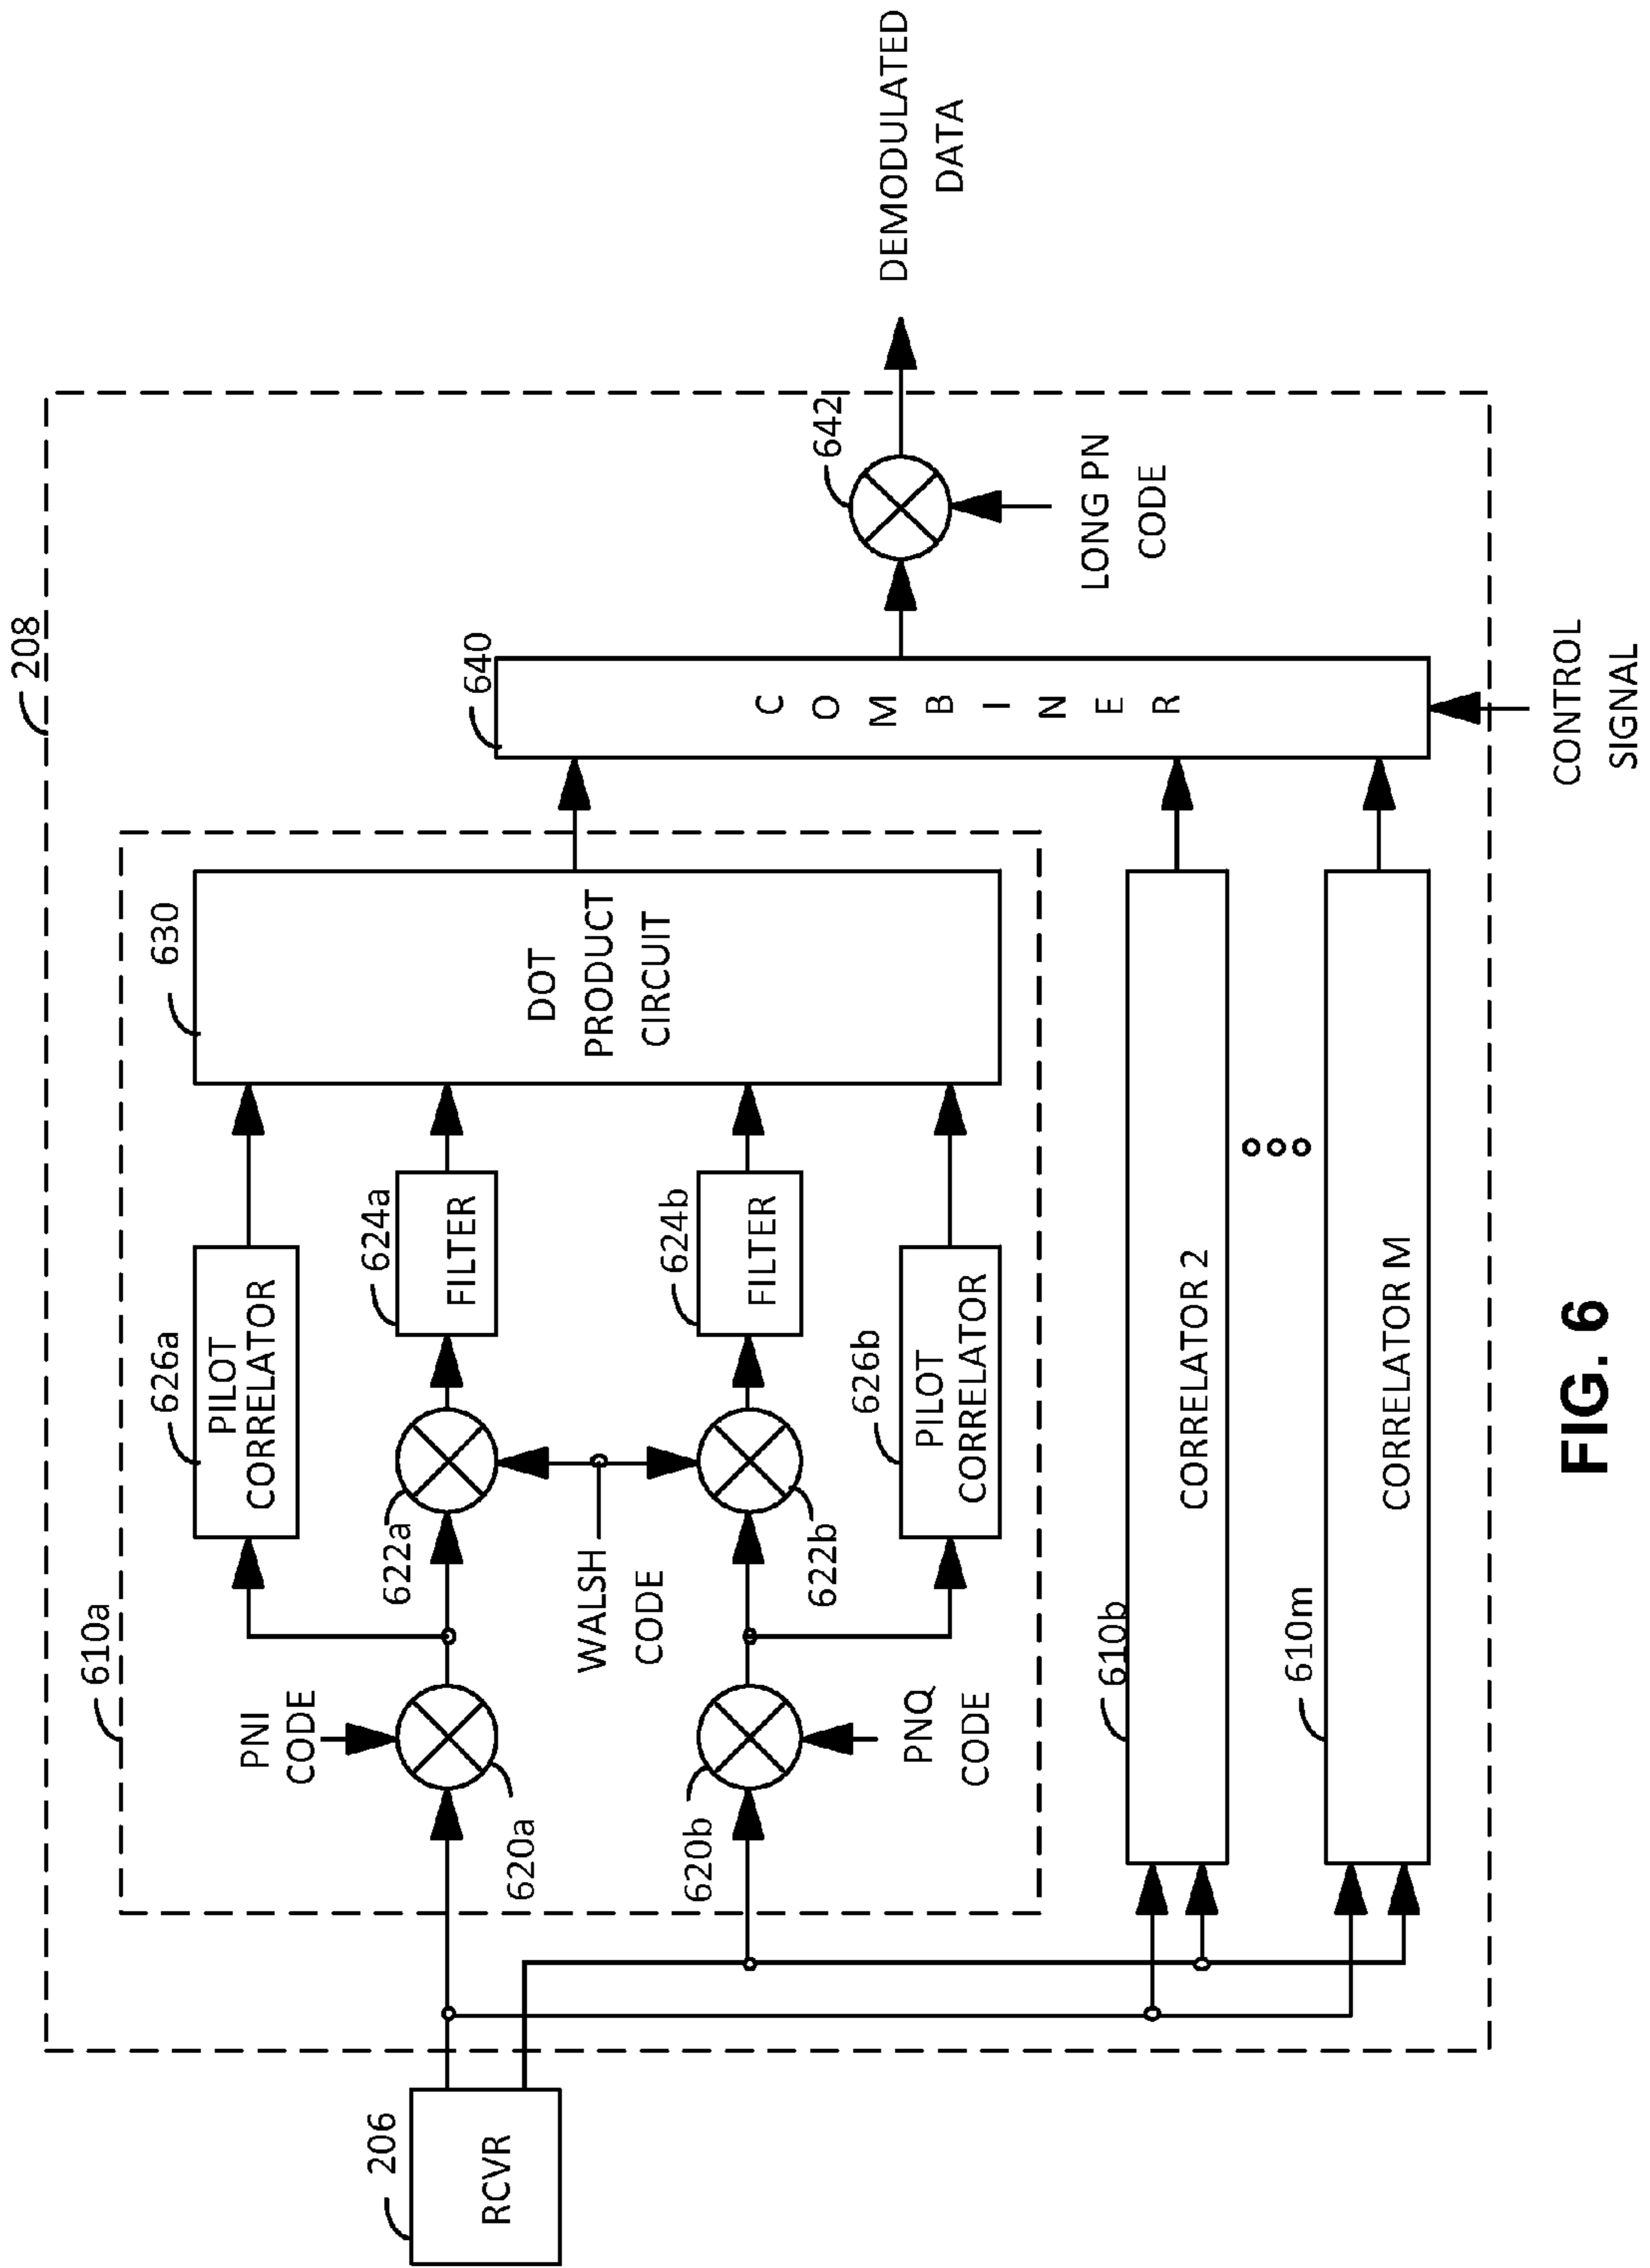 208
610a
626a
PILOT
CORRELATOR
630
PNI
CODE
622a
624a
FILTER
DOT
PRODUCT
CIRCUIT
640
206
RCVR
620a
WALSH
CODE
620b
622b
624b
FILTER
C
O
M
B
I
N
E
R
642
DEMODULATED
DATA
LONG PN
CODE
PNQ
CODE
626b
PILOT
CORRELATOR
610b
CORRELATOR 2
610m
CORRELATOR M
CONTROL
SIGNAL
FIG. 6